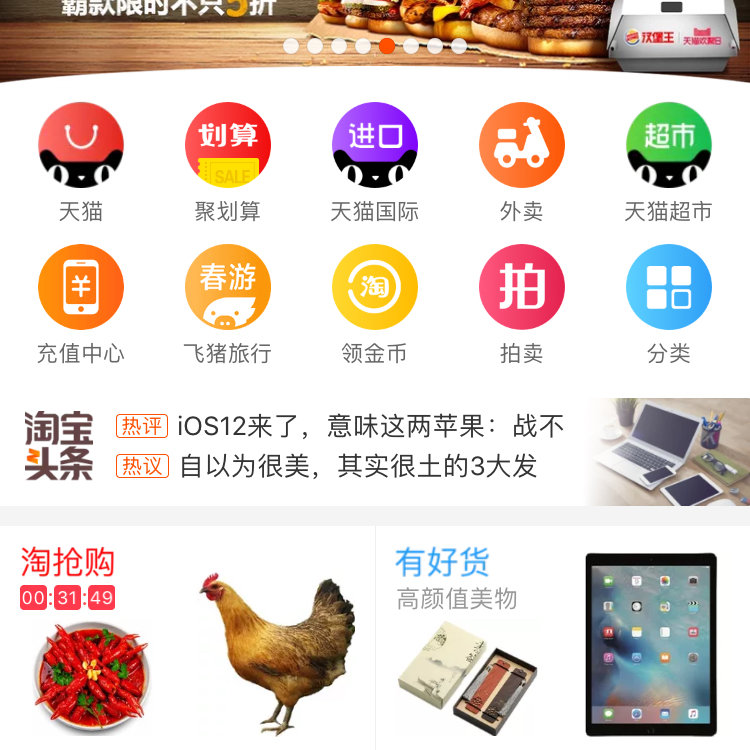 霸款限时不只5折
汉堡王 天猫欢聚日
划算
SALE
进口
超市
天猫
聚划算
天猫国际
外卖
天猫超市
¥
春游
淘
拍
充值中心
飞猪旅行
领金币
拍卖
分类
淘宝
头条
热评 iOS12来了，意味这两苹果：战不
热议 自以为很美，其实很土的3大发
淘抢购
00:31:49
有好货
高颜值美物